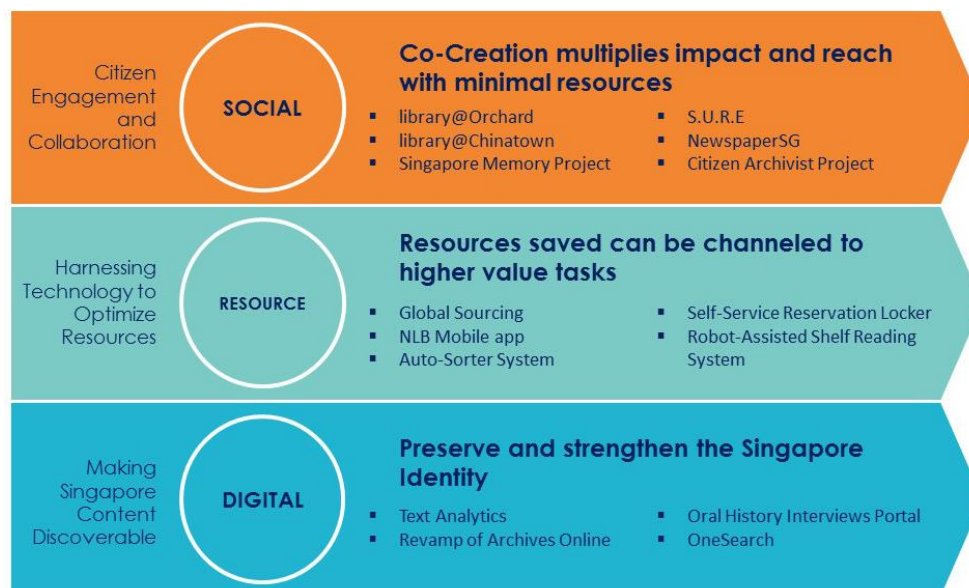 Citizen
Engagement
and
Collaboration
SOCIAL
Co-Creation multiplies impact and reach
with minimal resources
▪ library@Orchard
▪ library@Chinatown
▪ Singapore Memory Project
▪ S.U.R.E
▪ NewspaperSG
▪ Citizen Archivist Project
Harnessing
Technology to
Optimize
Resources
RESOURCE
Resources saved can be channeled to
higher value tasks
▪ Global Sourcing
▪ NLB Mobile app
▪ Auto-Sorter System
▪ Self-Service Reservation Locker
▪ Robot-Assisted Shelf Reading
System
Making
Singapore
Content
Discoverable
DIGITAL
Preserve and strengthen the Singapore
Identity
▪ Text Analytics
▪ Revamp of Archives Online
▪ Oral History Interviews Portal
▪ OneSearch